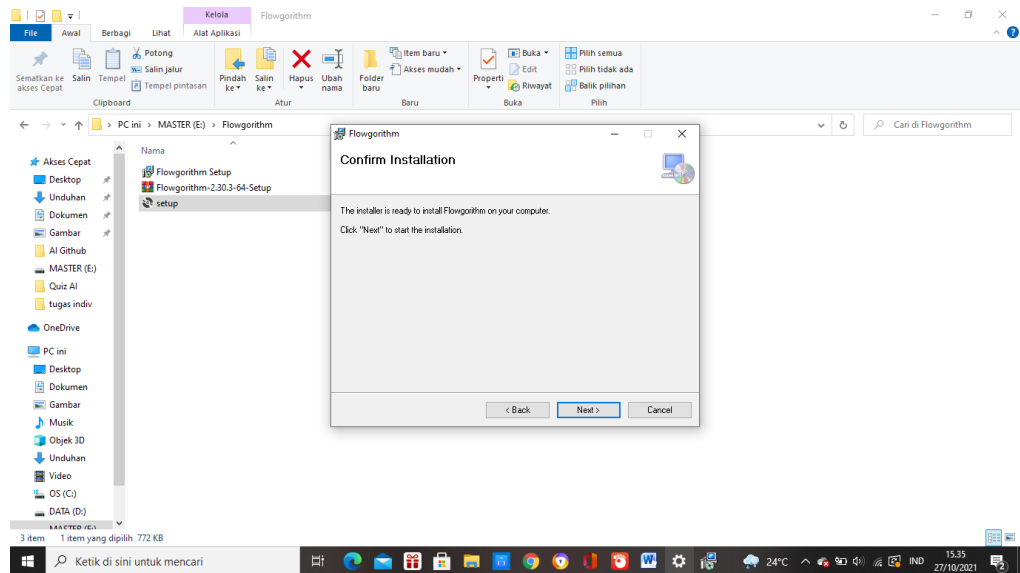 Kelola
Flowgorithm
File
Awal
Berbagi
Lihat
Alat Aplikasi
Sematkan ke akses Cepat
Salin
Tempel
Potong
Salin jalur
Tempel pintasan
Clipboard
Pindah ke
Salin ke
Hapus
Ubah nama
Atur
Folder baru
Item baru
Akses mudah
Baru
Properti
Buka
Edit
Riwayat
Buka
Pilih semua
Pilih tidak ada
Balik pilihan
Pilih
PC ini > MASTER (E:) > Flowgorithm
Cari di Flowgorithm
Akses Cepat
Desktop
Unduhan
Dokumen
Gambar
AI Github
MASTER (E:)
Quiz AI
tugas indiv
OneDrive
PC ini
Desktop
Dokumen
Gambar
Musik
Objek 3D
Unduhan
Video
OS (C:)
DATA (D:)
MASTER (E:)
Nama
Flowgorithm Setup
Flowgorithm-2.30.3-64-Setup
setup
Flowgorithm
Confirm Installation
The installer is ready to install Flowgorithm on your computer.
Click "Next" to start the installation.
< Back
Next >
Cancel
3 item
1 item yang dipilih 772 KB
Ketik di sini untuk mencari
24°C
IND
15.35
27/10/2021
2